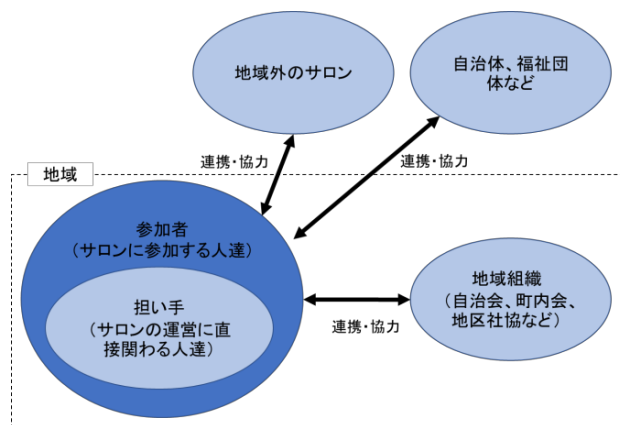 地域外のサロン
自治体、福祉団
体など
連携・協力
連携・協力
地域
参加者
（サロンに参加する人達）
担い手
（サロンの運営に直
接関わる人達）
地域組織
（自治会、町内会、
地区社協など）
連携・協力